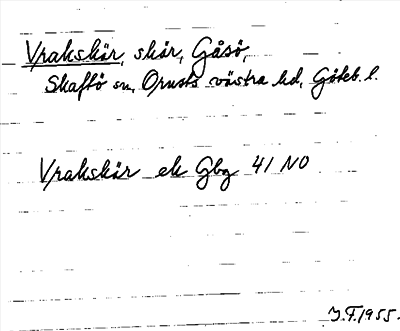 Vrakskär, skär, Gåsö,
Skaftö sn, Orusts västra hd, Göteb. l.
Vrakskär ek Gbg 41 NO
J.F. 1955.